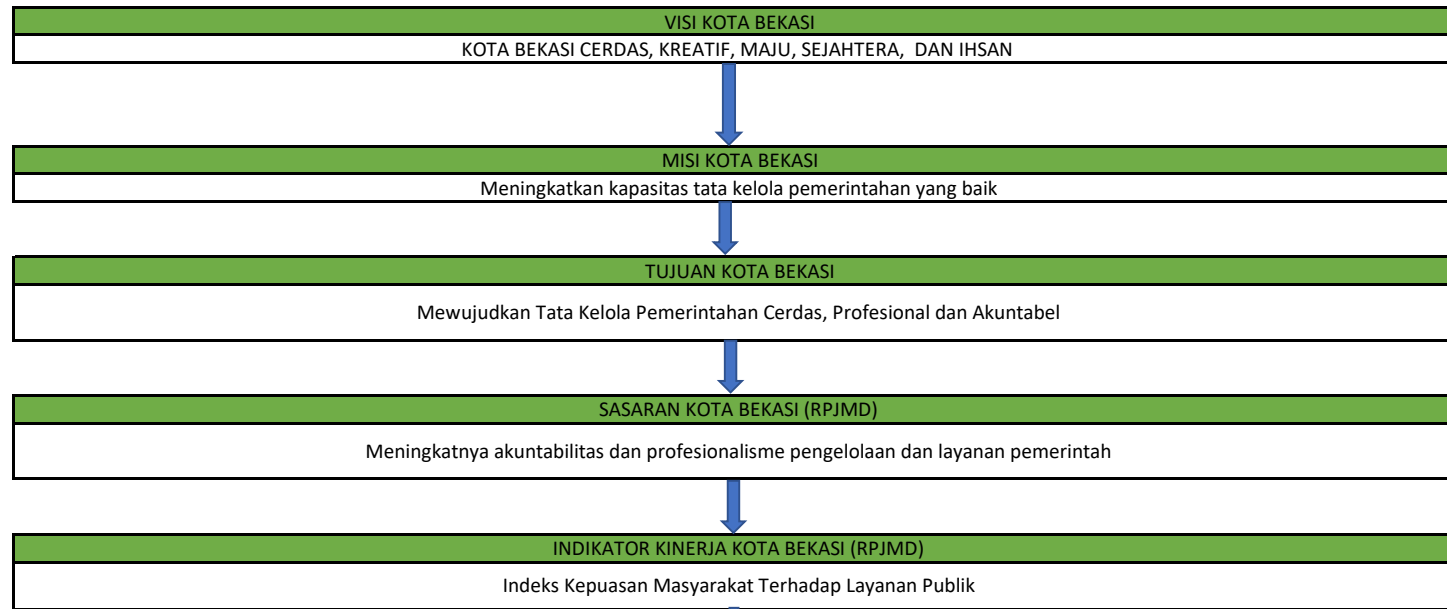 VISI KOTA BEKASI
KOTA BEKASI CERDAS, KREATIF, MAJU, SEJAHTERA, DAN IHSAN
MISI KOTA BEKASI
Meningkatkan kapasitas tata kelola pemerintahan yang baik
TUJUAN KOTA BEKASI
Mewujudkan Tata Kelola Pemerintahan Cerdas, Profesional dan Akuntabel
SASARAN KOTA BEKASI (RPJMD)
Meningkatnya akuntabilitas dan profesionalisme pengelolaan dan layanan pemerintah
INDIKATOR KINERJA KOTA BEKASI (RPJMD)
Indeks Kepuasan Masyarakat Terhadap Layanan Publik